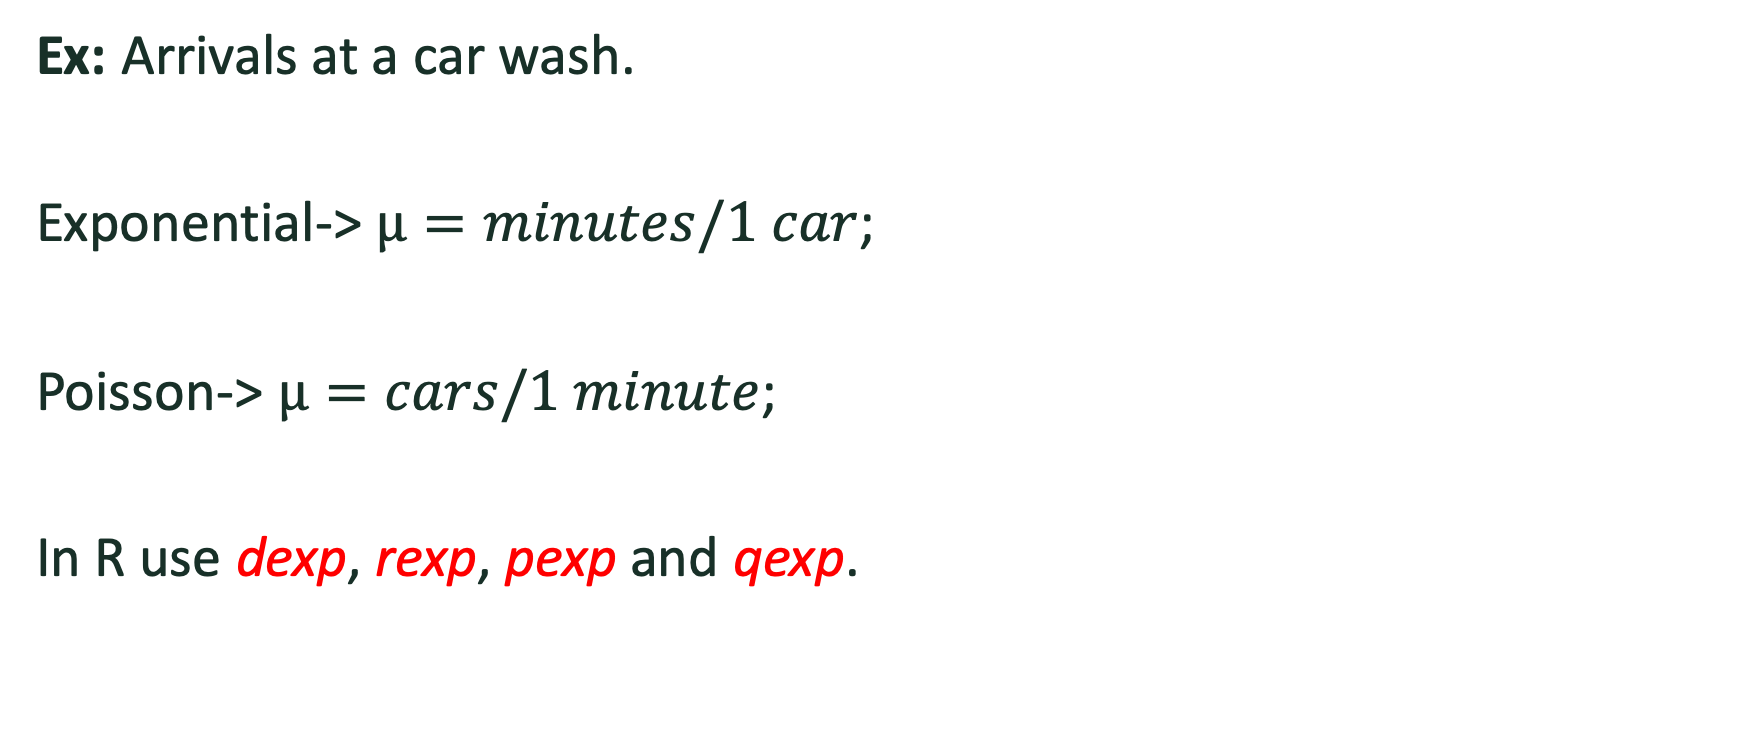 Ex: Arrivals at a car wash.
Exponential-> μ = minutes/1 car;
Poisson-> μ = cars/1 minute;
In R use dexp, rexp, pexp and qexp.